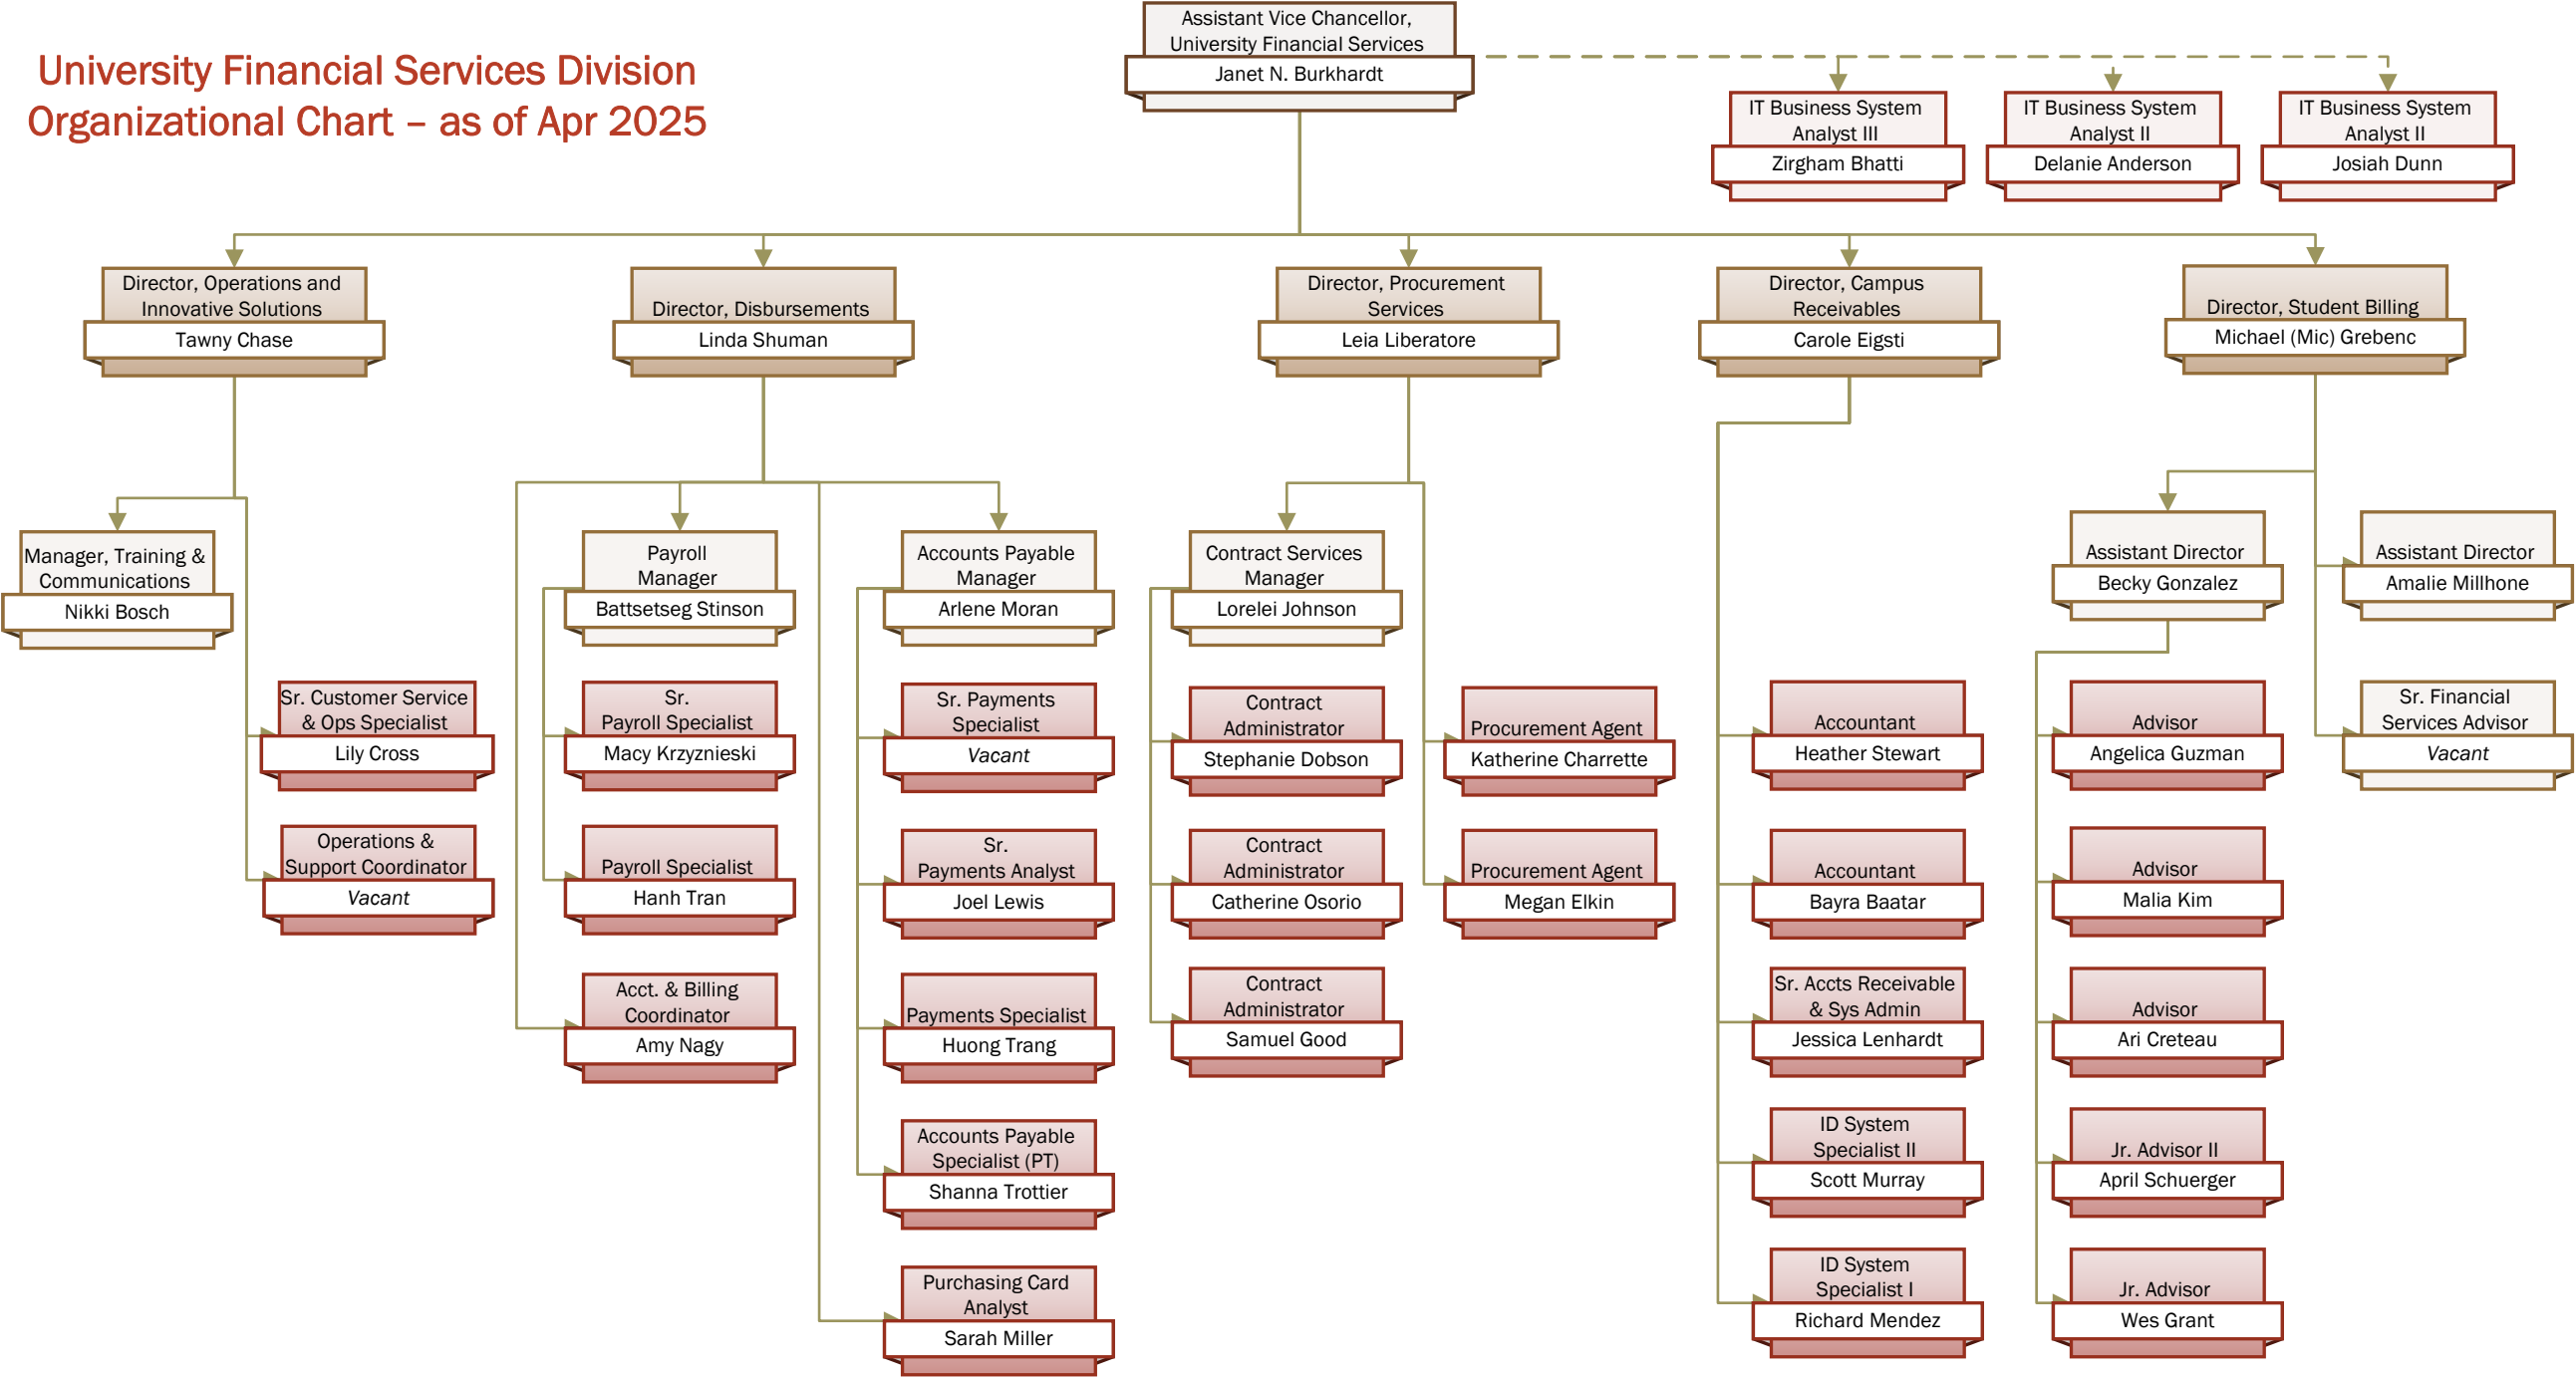 University Financial Services Division
Organizational Chart – as of Apr 2025
Assistant Vice Chancellor,
University Financial Services
Janet N. Burkhardt
IT Business System
Analyst III
Zirgham Bhatti
IT Business System
Analyst II
Delanie Anderson
IT Business System
Analyst II
Josiah Dunn
Director, Operations and
Innovative Solutions
Tawny Chase
Director, Disbursements
Linda Shuman
Director, Procurement
Services
Leia Liberatore
Director, Campus
Receivables
Carole Eigsti
Director, Student Billing
Michael (Mic) Grebenc
Manager, Training &
Communications
Nikki Bosch
Sr. Customer Service
& Ops Specialist
Lily Cross
Operations &
Support Coordinator
Vacant
Payroll
Manager
Battsetseg Stinson
Sr.
Payroll Specialist
Macy Krzyznieski
Payroll Specialist
Hanh Tran
Acct. & Billing
Coordinator
Amy Nagy
Accounts Payable
Manager
Arlene Moran
Sr. Payments
Specialist
Vacant
Sr.
Payments Analyst
Joel Lewis
Payments Specialist
Huong Trang
Accounts Payable
Specialist (PT)
Shanna Trottier
Purchasing Card
Analyst
Sarah Miller
Contract Services
Manager
Lorelei Johnson
Contract
Administrator
Stephanie Dobson
Contract
Administrator
Catherine Osorio
Contract
Administrator
Samuel Good
Procurement Agent
Katherine Charrette
Procurement Agent
Megan Elkin
Accountant
Heather Stewart
Accountant
Bayra Baatar
Sr. Accts Receivable
& Sys Admin
Jessica Lenhardt
ID System
Specialist II
Scott Murray
ID System
Specialist I
Richard Mendez
Assistant Director
Becky Gonzalez
Advisor
Angelica Guzman
Advisor
Malia Kim
Advisor
Ari Creteau
Jr. Advisor II
April Schuerger
Jr. Advisor
Wes Grant
Assistant Director
Amalie Millhone
Sr. Financial
Services Advisor
Vacant